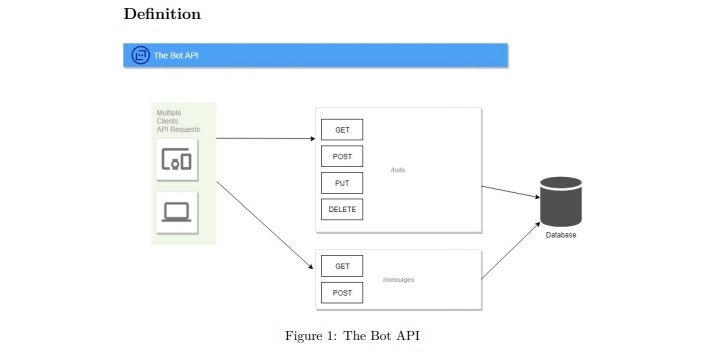 Definition
The Bot API
Multiple
Clients
API Requests
GET
POST
PUT
DELETE
/bots
GET
POST
/messages
Database
Figure 1: The Bot API